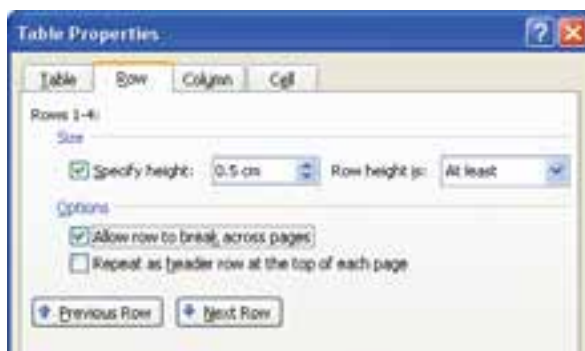 Table Properties
Table Row Column Cell
Rows 1-4:
Size
Specify height: 0.5 cm Row height is: At least
Options
Allow row to break across pages
Repeat as header row at the top of each page
Previous Row Next Row